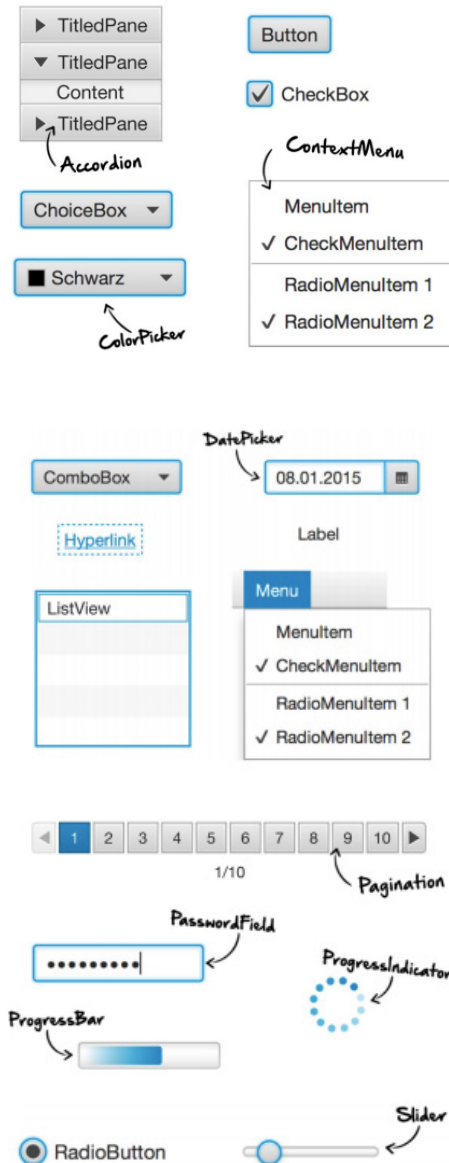 TitledPane
TitledPane
Content
TitledPane
Accordion
Button
CheckBox
ContextMenu
ChoiceBox
MenuItem
CheckMenuItem
RadioMenuItem 1
RadioMenuItem 2
Schwarz
ColorPicker
DatePicker
ComboBox
08.01.2015
Hyperlink
Label
ListView
Menu
MenuItem
CheckMenuItem
RadioMenuItem 1
RadioMenuItem 2
1 2 3 4 5 6 7 8 9 10
1/10
Pagination
PasswordField
ProgressIndicator
ProgressBar
Slider
RadioButton